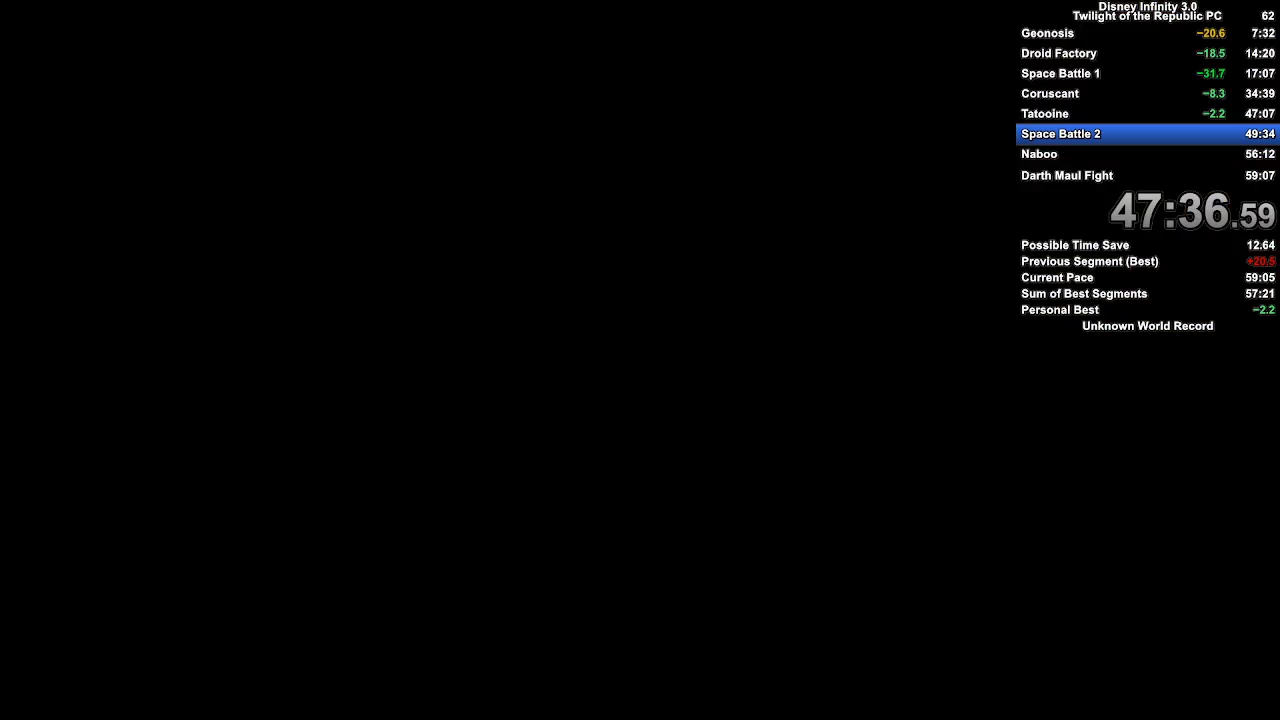 Disney Infinity 3.0
Twilight of the Republic PC 62
Geonosis −20.6 7:32
Droid Factory −18.5 14:20
Space Battle 1 −31.7 17:07
Coruscant −8.3 34:39
Tatooine −2.2 47:07
Space Battle 2 49:34
Naboo 56:12
Darth Maul Fight 59:07
47:36.59
Possible Time Save 12.64
Previous Segment (Best) +20.5
Current Pace 59:05
Sum of Best Segments 57:21
Personal Best −2.2
Unknown World Record